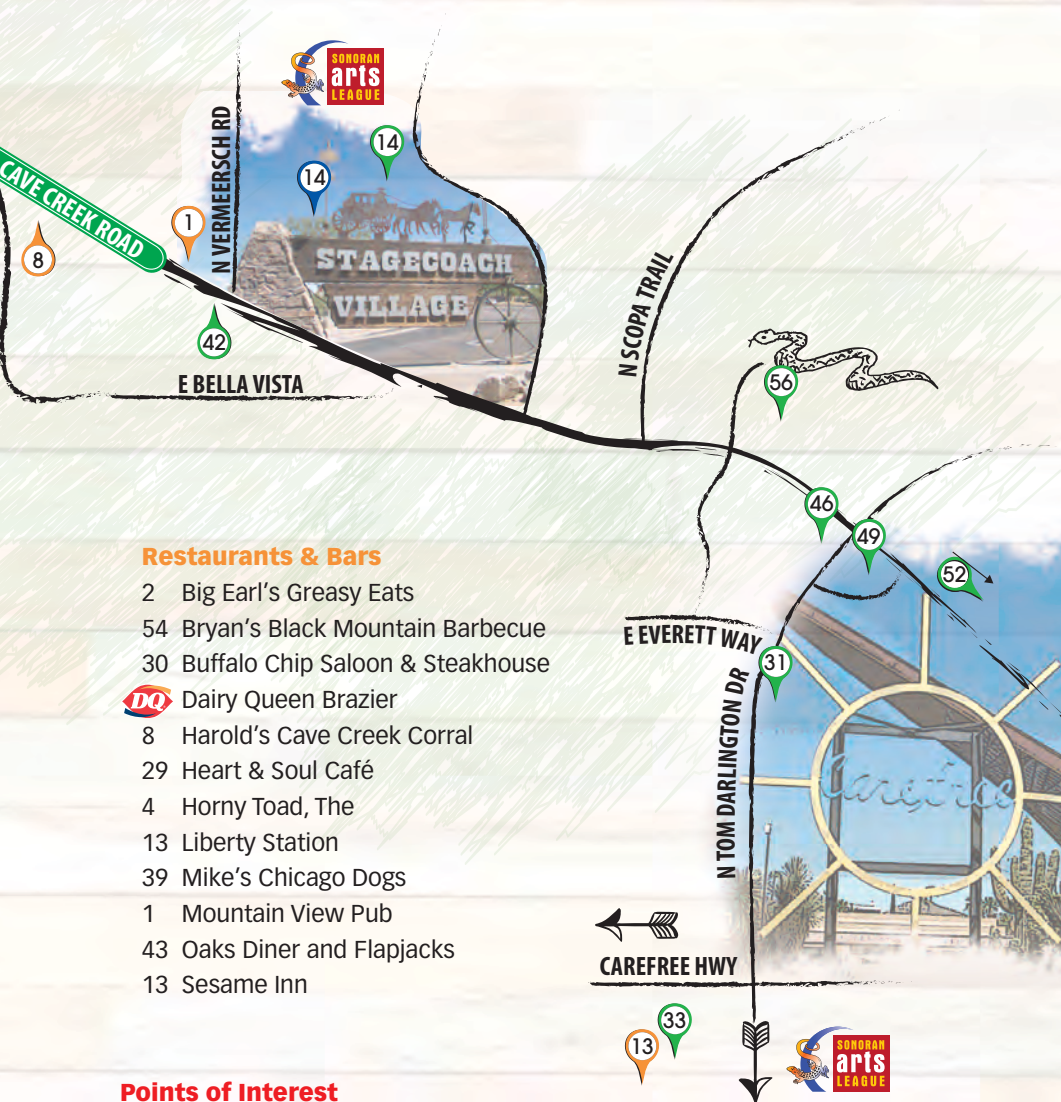 SONORAN
arts
LEAGUE
N VERMEERSCH RD
14
14
CAVE CREEK ROAD
1
8
STAGECOACH
VILLAGE
42
E BELLA VISTA
N SCOPA TRAIL
56
46
49
52
Restaurants & Bars
2 Big Earl's Greasy Eats
54 Bryan's Black Mountain Barbecue
30 Buffalo Chip Saloon & Steakhouse
DQ Dairy Queen Brazier
8 Harold's Cave Creek Corral
29 Heart & Soul Café
4 Horny Toad, The
13 Liberty Station
39 Mike's Chicago Dogs
1 Mountain View Pub
43 Oaks Diner and Flapjacks
13 Sesame Inn
E EVERETT WAY
31
N TOM DARLINGTON DR
Carefree
CAREFREE HWY
33
13
SONORAN
arts
LEAGUE
Points of Interest